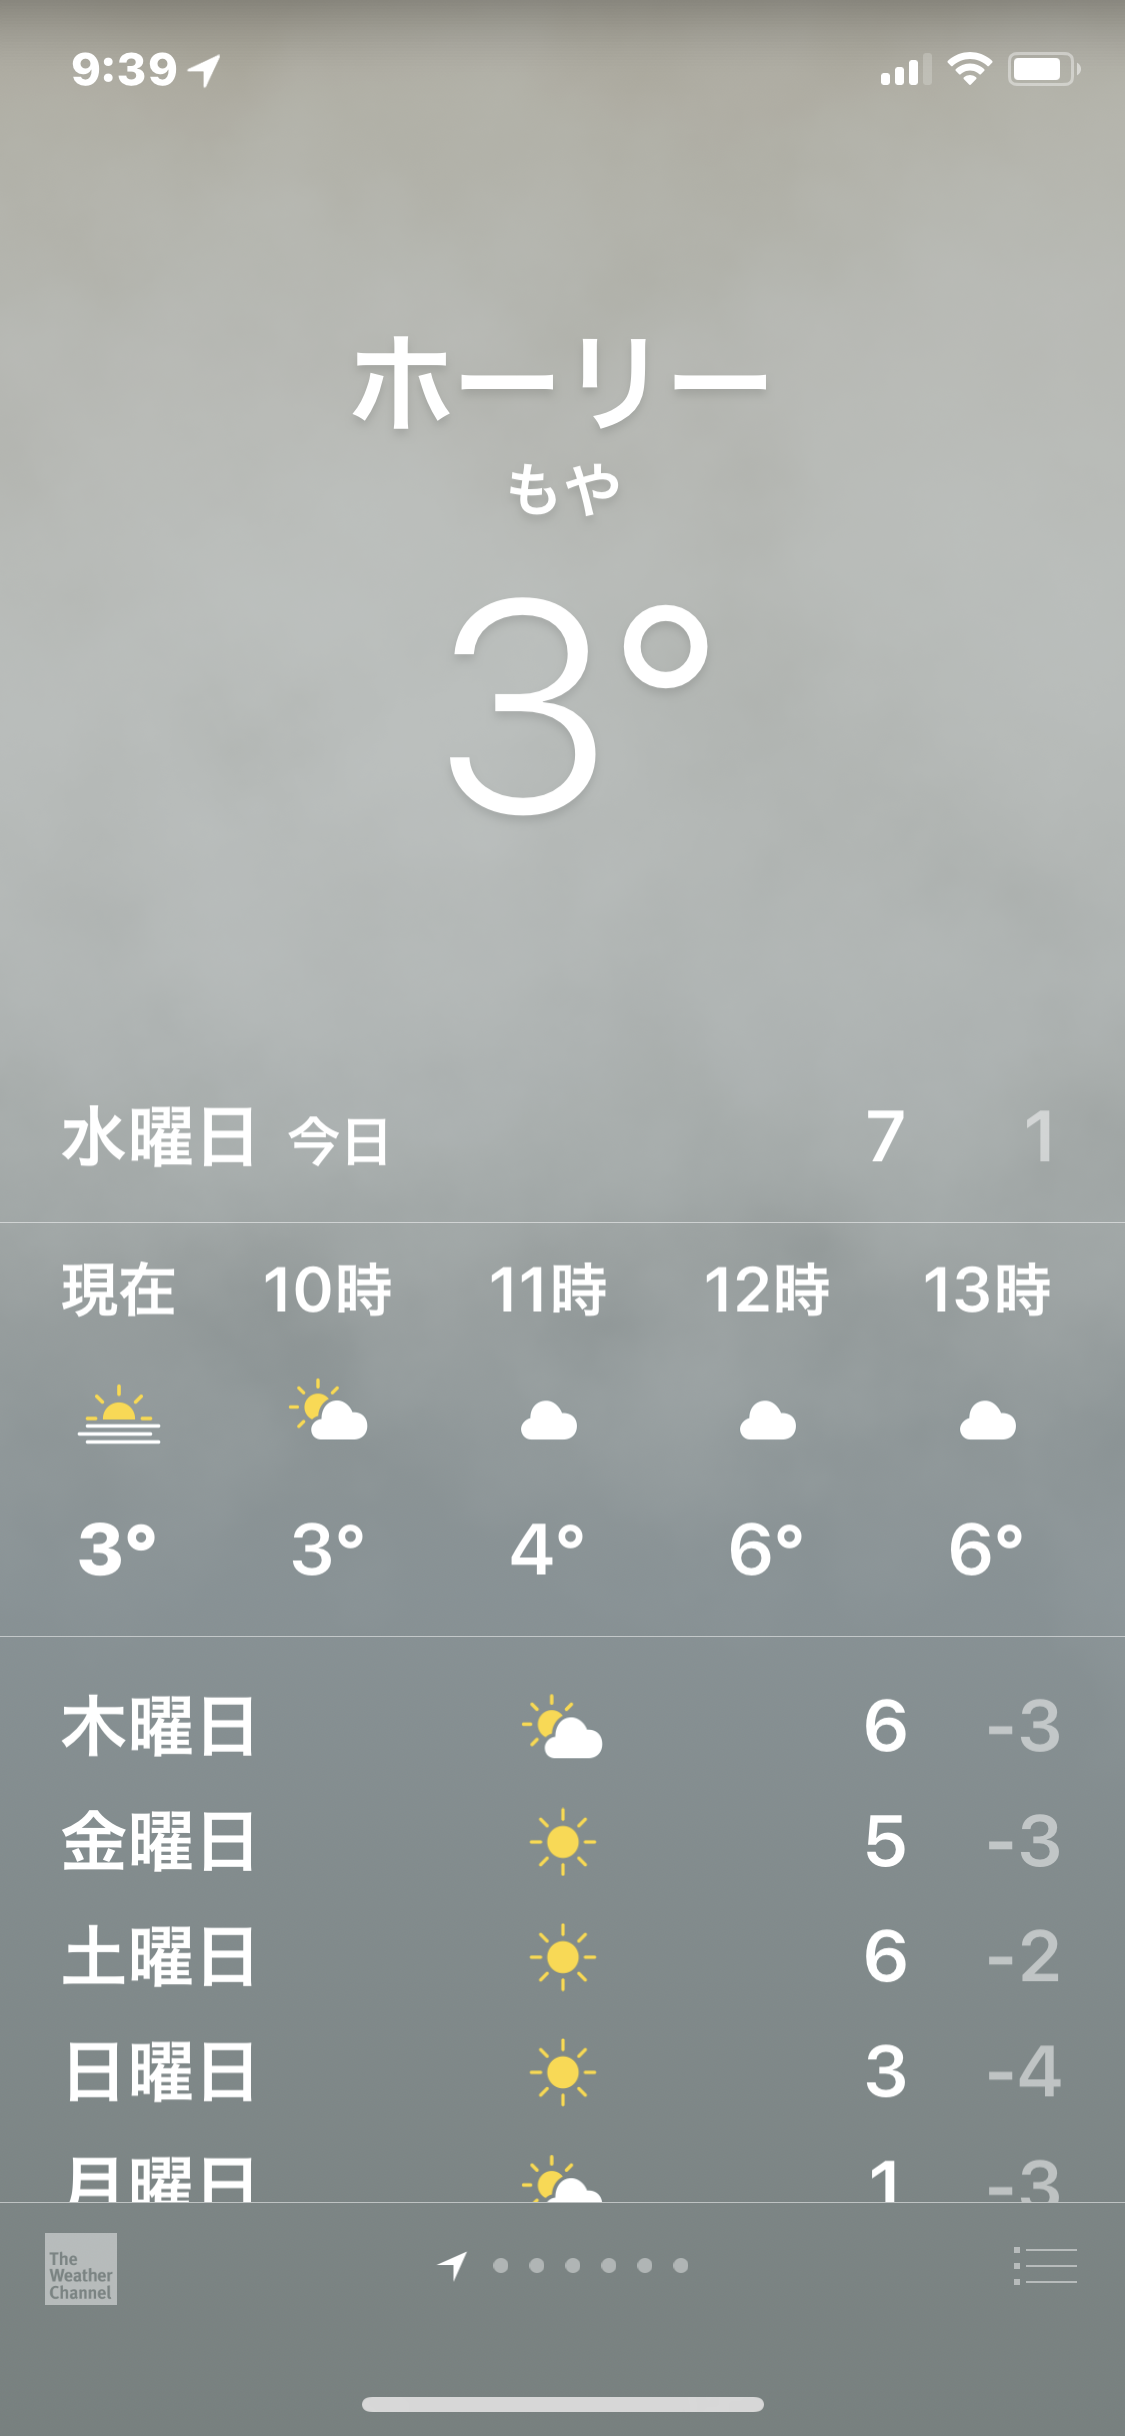 9:39
ホーリー
もや
3°
水曜日 今日 7 1
現在 10時 11時 12時 13時
3° 3° 4° 6° 6°
木曜日 6 -3
金曜日 5 -3
土曜日 6 -2
日曜日 3 -4
月曜日 1 -3
The
Weather
Channel